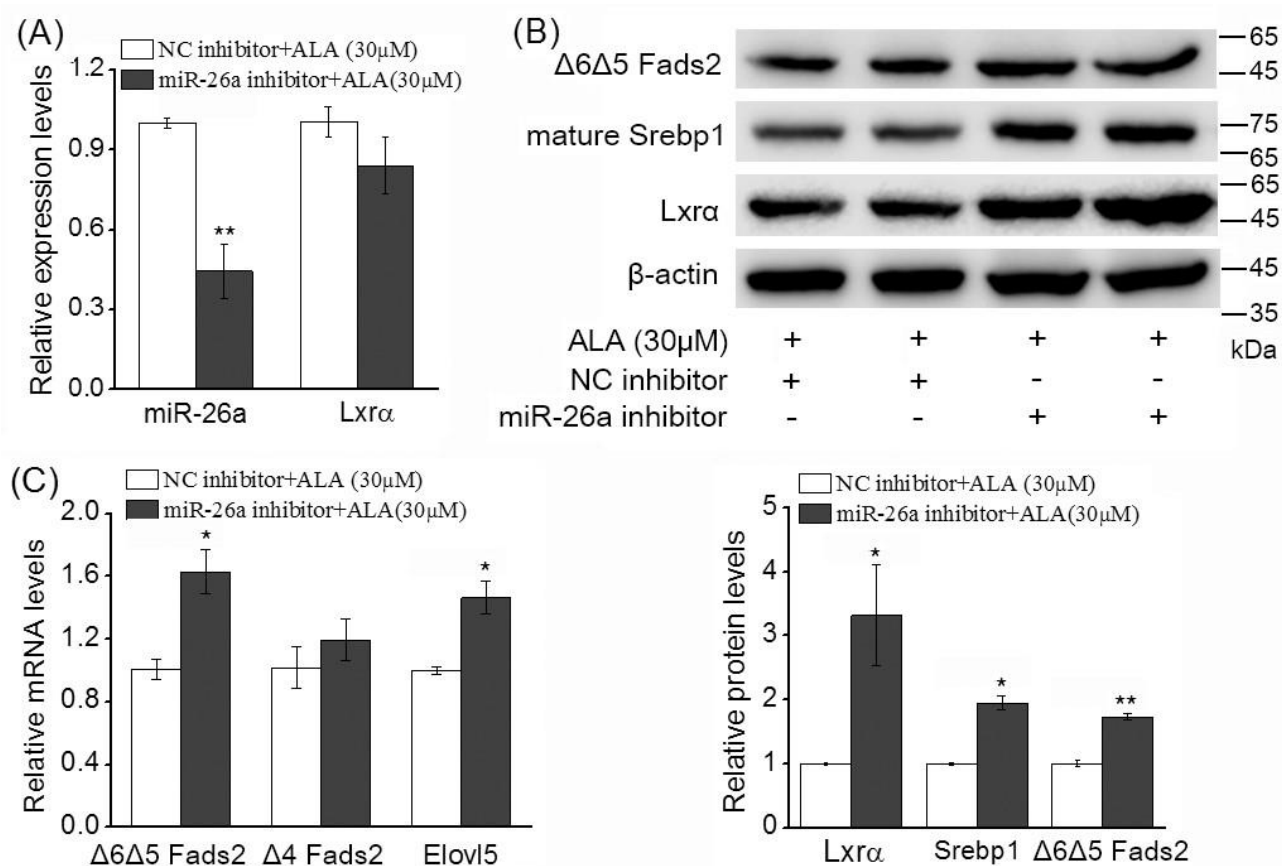 (A)
NC inhibitor+ALA (30µM)
miR-26a inhibitor+ALA(30µM)
Relative expression levels
1.2
0.9
0.6
0.3
0.0
miR-26a
Lxrα
**
(B)
Δ6Δ5 Fads2
mature Srebp1
Lxrα
β-actin
65
45
75
65
65
45
45
35
kDa
ALA (30µM) + + + +
NC inhibitor + + - -
miR-26a inhibitor - - + +
(C)
NC inhibitor+ALA (30µM)
miR-26a inhibitor+ALA(30µM)
Relative mRNA levels
2.0
1.6
1.2
0.8
0.4
0.0
*
*
Δ6Δ5 Fads2
Δ4 Fads2
Elovl5
NC inhibitor+ALA (30µM)
miR-26a inhibitor+ALA(30µM)
Relative protein levels
5
4
3
2
1
0
*
*
**
Lxrα
Srebp1
Δ6Δ5 Fads2